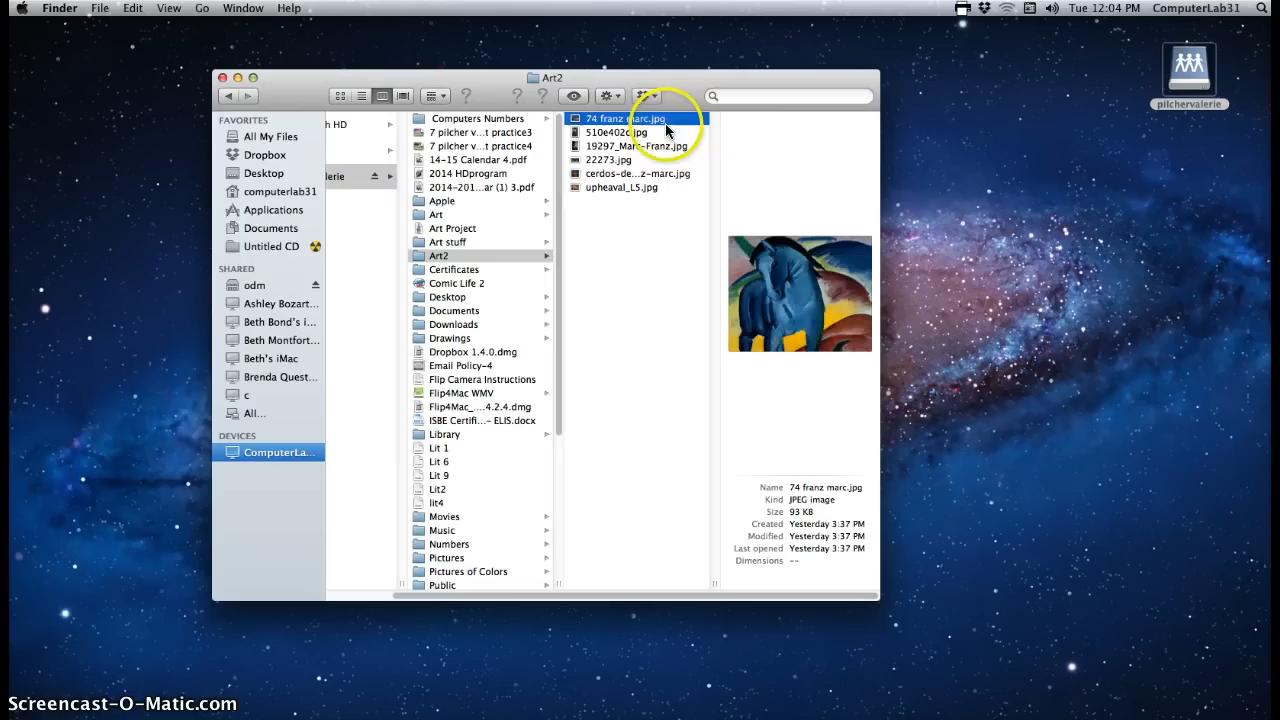 Finder File Edit View Go Window Help Tue 12:04 PM ComputerLab31
pilchervalerie
Art2
FAVORITES
All My Files
Dropbox
Desktop
computerlab31
Applications
Documents
Untitled CD
SHARED
odm
Ashley Bozart...
Beth Bond's i...
Beth Montfort...
Beth's iMac
Brenda Quest...
c
All...
DEVICES
ComputerLa...
h HD
lerie
Computers Numbers
7 pilcher v...t practice3
7 pilcher v...t practice4
14-15 Calendar 4.pdf
2014 HDprogram
2014-201...ar (1) 3.pdf
Apple
Art
Art Project
Art stuff
Art2
Certificates
Comic Life 2
Desktop
Documents
Downloads
Drawings
Dropbox 1.4.0.dmg
Email Policy-4
Flip Camera Instructions
Flip4Mac WMV
Flip4Mac_....4.2.4.dmg
ISBE Certifi...- ELIS.docx
Library
Lit 1
Lit 6
Lit 9
Lit2
lit4
Movies
Music
Numbers
Pictures
Pictures of Colors
Public
74 franz marc.jpg
19297_Marc-Franz.jpg
22273.jpg
cerdos-de...z-marc.jpg
upheaval_L5.jpg
Name 74 franz marc.jpg
Kind JPEG image
Size 93 KB
Created Yesterday 3:37 PM
Modified Yesterday 3:37 PM
Last opened Yesterday 3:37 PM
Dimensions --
Screencast-O-Matic.com